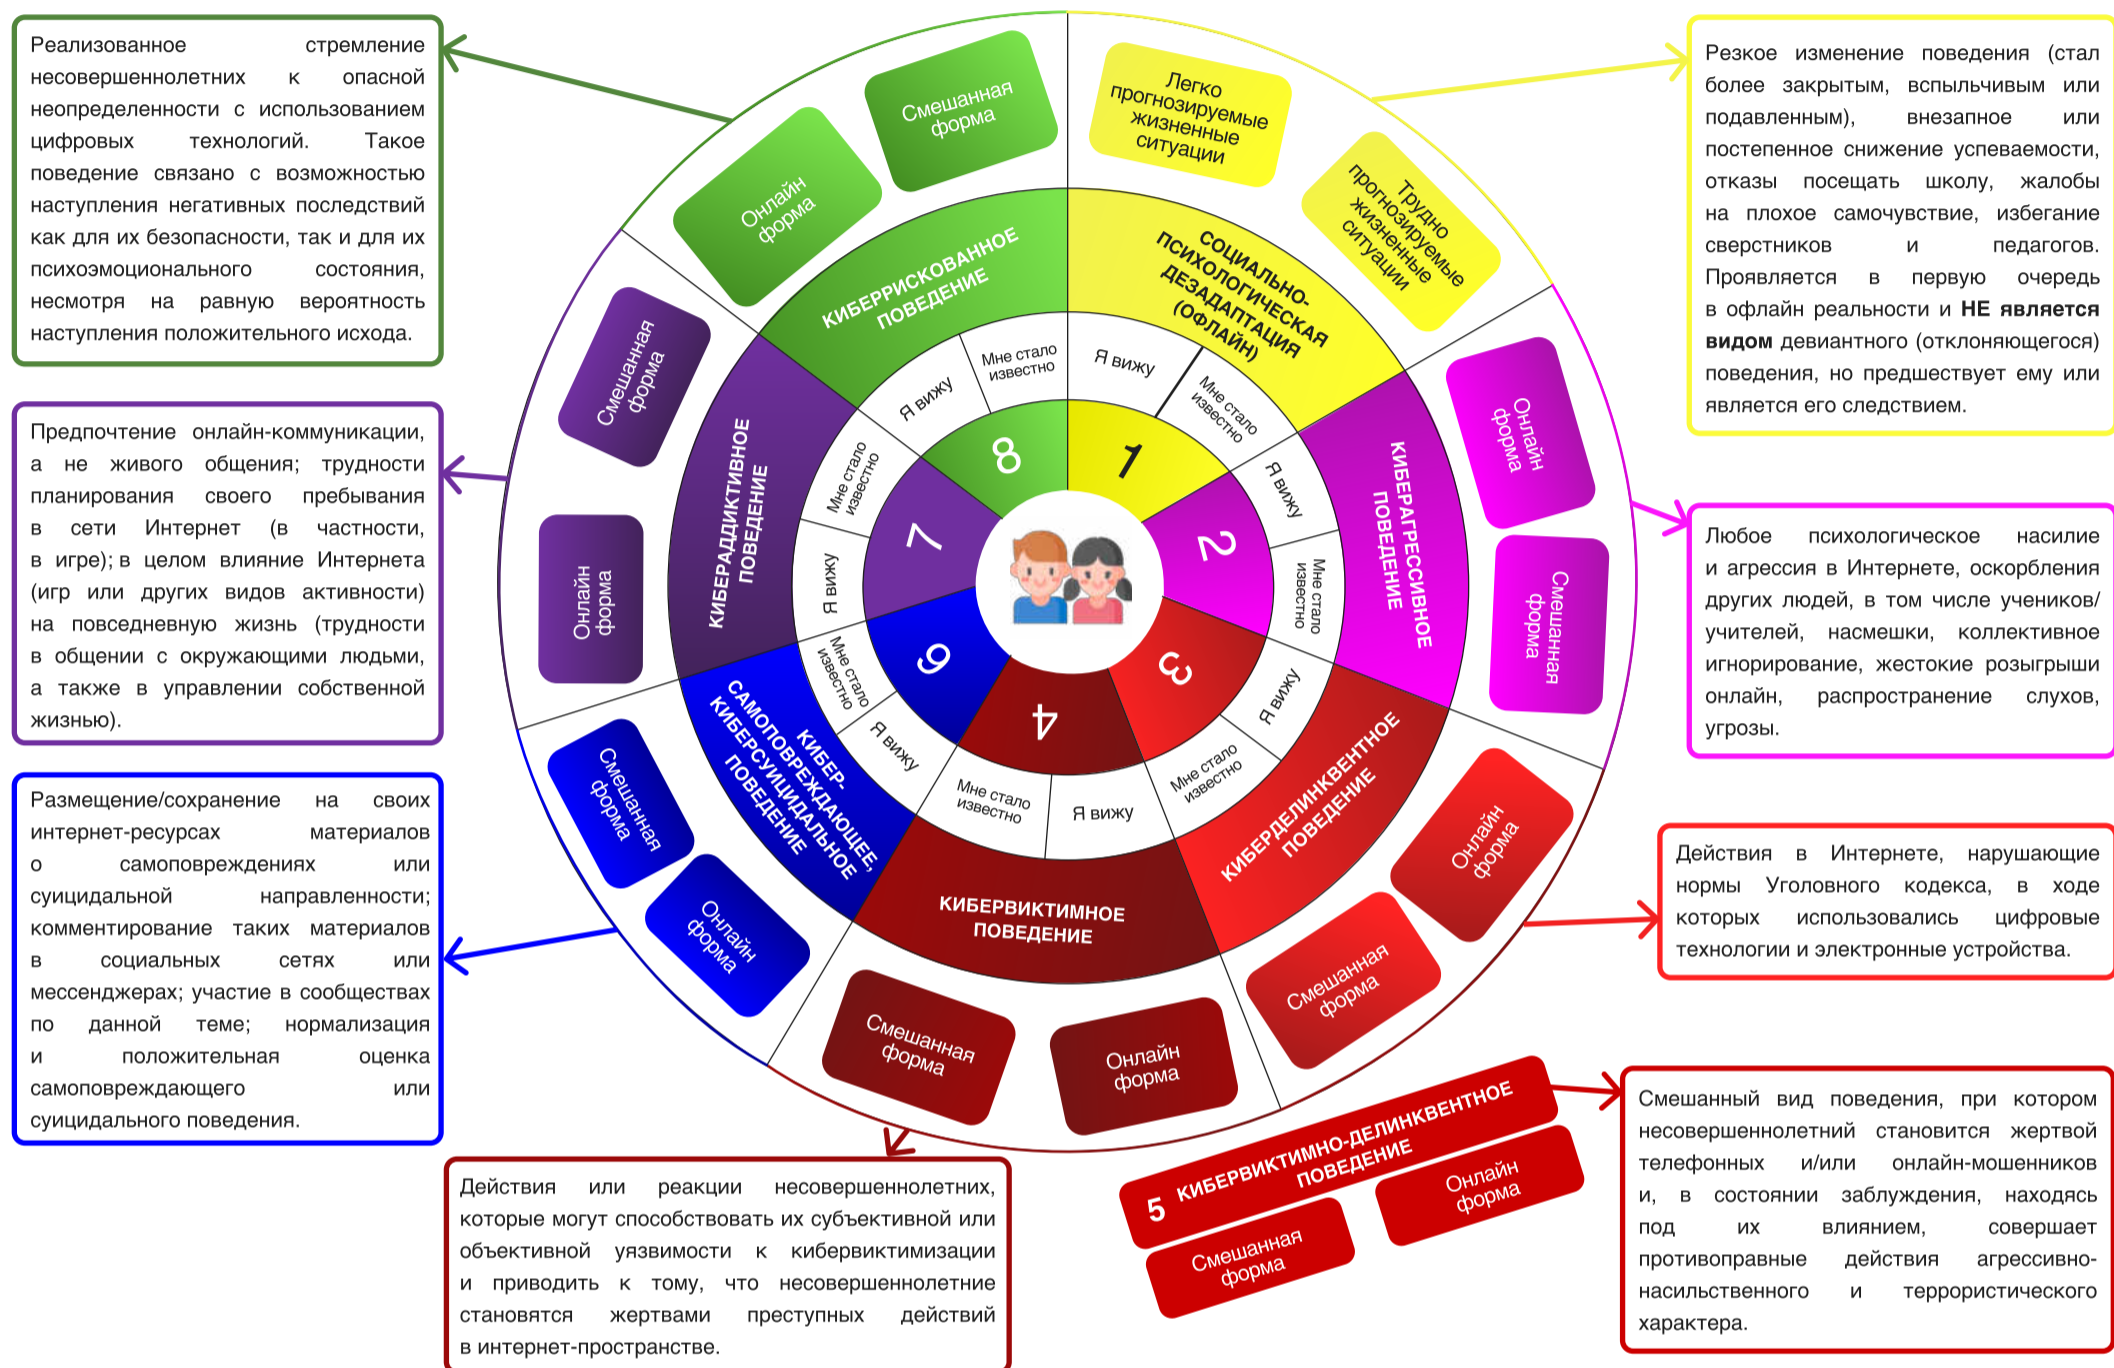 Реализованное стремление
несовершеннолетних к опасной
неопределенности с использованием
цифровых технологий. Такое
поведение связано с возможностью
наступления негативных последствий
как для их безопасности, так и для их
психоэмоционального состояния,
несмотря на равную вероятность
наступления положительного исхода.
Предпочтение онлайн-коммуникации,
а не живого общения; трудности
планирования своего пребывания
в сети Интернет (в частности,
в игре); в целом влияние Интернета
(игр или других видов активности)
на повседневную жизнь (трудности
в общении с окружающими людьми,
а также в управлении собственной
жизнью).
Размещение/сохранение на своих
интернет-ресурсах материалов
о самоповреждениях или
суицидальной направленности;
комментирование таких материалов
в социальных сетях или
мессенджерах; участие в сообществах
по данной теме; нормализация
и положительная оценка
самоповреждающего или
суицидального поведения.
Действия или реакции несовершеннолетних,
которые могут способствовать их субъективной или
объективной уязвимости к кибервиктимизации
и приводить к тому, что несовершеннолетние
становятся жертвами преступных действий
в интернет-пространстве.
1
Я вижу
Мне стало
известно
СОЦИАЛЬНО-
ПСИХОЛОГИЧЕСКАЯ
ДЕЗАДАПТАЦИЯ
(ОФЛАЙН)
Легко
прогнозируемые
жизненные
ситуации
Трудно
прогнозируемые
жизненные
ситуации
2
Я вижу
Мне стало
известно
КИБЕРАГРЕССИВНОЕ
ПОВЕДЕНИЕ
Онлайн
форма
Смешанная
форма
3
Я вижу
Мне стало
известно
КИБЕРДЕЛИНКВЕНТНОЕ
ПОВЕДЕНИЕ
Онлайн
форма
Смешанная
форма
4
Я вижу
Мне стало
известно
КИБЕРВИКТИМНОЕ
ПОВЕДЕНИЕ
Онлайн
форма
Смешанная
форма
5 КИБЕРВИКТИМНО-ДЕЛИНКВЕНТНОЕ
ПОВЕДЕНИЕ
Смешанная
форма
Онлайн
форма
6
Я вижу
Мне стало
известно
КИБЕР-
САМОПОВРЕЖДАЮЩЕЕ,
КИБЕРСУИЦИДАЛЬНОЕ
ПОВЕДЕНИЕ
Онлайн
форма
Смешанная
форма
7
Я вижу
Мне стало
известно
КИБЕРАДДИКТИВНОЕ
ПОВЕДЕНИЕ
Онлайн
форма
Смешанная
форма
8
Я вижу
Мне стало
известно
КИБЕРРИСКОВАННОЕ
ПОВЕДЕНИЕ
Онлайн
форма
Смешанная
форма
Резкое изменение поведения (стал
более закрытым, вспыльчивым или
подавленным), внезапное или
постепенное снижение успеваемости,
отказы посещать школу, жалобы
на плохое самочувствие, избегание
сверстников и педагогов.
Проявляется в первую очередь
в офлайн реальности и НЕ является
видом девиантного (отклоняющегося)
поведения, но предшествует ему или
является его следствием.
Любое психологическое насилие
и агрессия в Интернете, оскорбления
других людей, в том числе учеников/
учителей, насмешки, коллективное
игнорирование, жестокие розыгрыши
онлайн, распространение слухов,
угрозы.
Действия в Интернете, нарушающие
нормы Уголовного кодекса, в ходе
которых использовались цифровые
технологии и электронные устройства.
Смешанный вид поведения, при котором
несовершеннолетний становится жертвой
телефонных и/или онлайн-мошенников
и, в состоянии заблуждения, находясь
под их влиянием, совершает
противоправные действия агрессивно-
насильственного и террористического
характера.